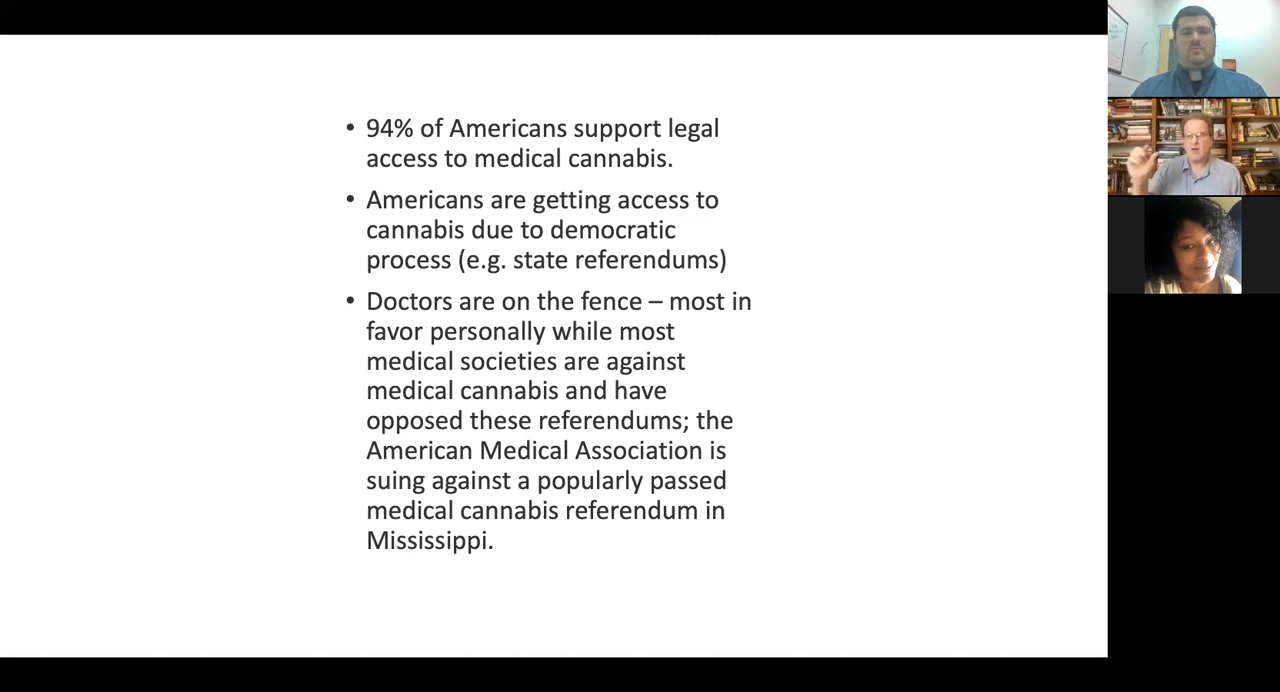 • 94% of Americans support legal
access to medical cannabis.
• Americans are getting access to
cannabis due to democratic
process (e.g. state referendums)
• Doctors are on the fence – most in
favor personally while most
medical societies are against
medical cannabis and have
opposed these referendums; the
American Medical Association is
suing against a popularly passed
medical cannabis referendum in
Mississippi.